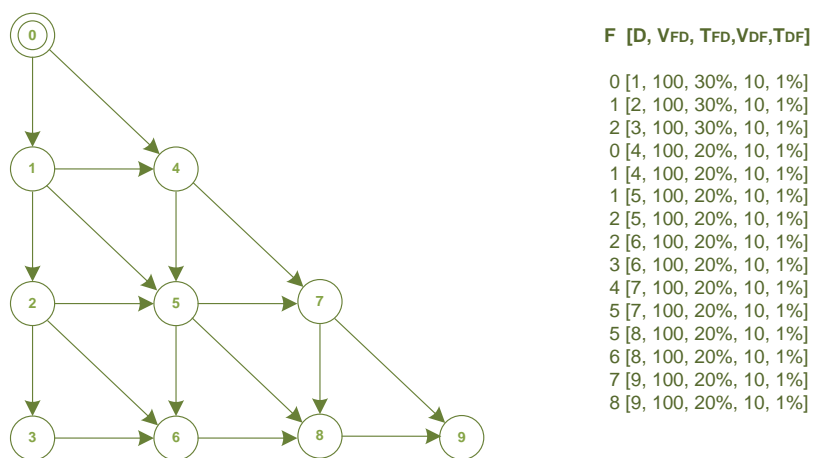 0
1
4
2
5
7
3
6
8
9
F [D, VFD, TFD,VDF,TDF]
0 [1, 100, 30%, 10, 1%]
1 [2, 100, 30%, 10, 1%]
2 [3, 100, 30%, 10, 1%]
0 [4, 100, 20%, 10, 1%]
1 [4, 100, 20%, 10, 1%]
1 [5, 100, 20%, 10, 1%]
2 [5, 100, 20%, 10, 1%]
2 [6, 100, 20%, 10, 1%]
3 [6, 100, 20%, 10, 1%]
4 [7, 100, 20%, 10, 1%]
5 [7, 100, 20%, 10, 1%]
5 [8, 100, 20%, 10, 1%]
6 [8, 100, 20%, 10, 1%]
7 [9, 100, 20%, 10, 1%]
8 [9, 100, 20%, 10, 1%]